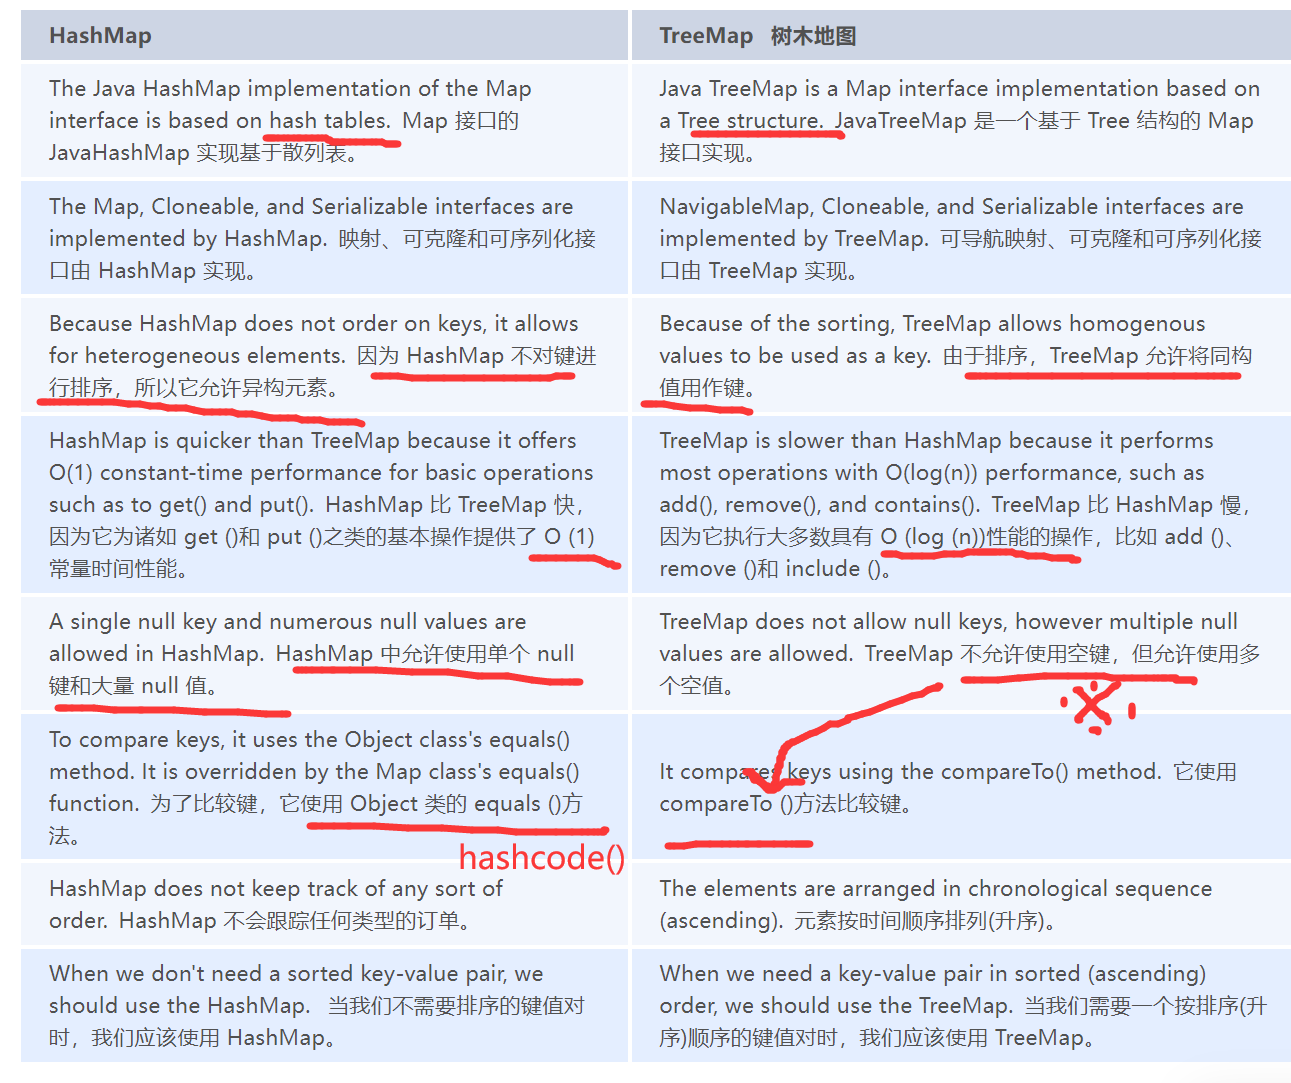 HashMap
TreeMap 树木地图
The Java HashMap implementation of the Map
interface is based on hash tables. Map 接口的
JavaHashMap 实现基于散列表。
Java TreeMap is a Map interface implementation based on
a Tree structure. JavaTreeMap 是一个基于 Tree 结构的 Map
接口实现。
The Map, Cloneable, and Serializable interfaces are
implemented by HashMap. 映射、可克隆和可序列化接
口由 HashMap 实现。
NavigableMap, Cloneable, and Serializable interfaces are
implemented by TreeMap. 可导航映射、可克隆和可序列化接
口由 TreeMap 实现。
Because HashMap does not order on keys, it allows
for heterogeneous elements. 因为 HashMap 不对键进
行排序，所以它允许异构元素。
Because of the sorting, TreeMap allows homogenous
values to be used as a key. 由于排序，TreeMap 允许将同构
值用作键。
HashMap is quicker than TreeMap because it offers
O(1) constant-time performance for basic operations
such as to get() and put(). HashMap 比 TreeMap 快，
因为它为诸如 get ()和 put ()之类的基本操作提供了 O (1)
常量时间性能。
TreeMap is slower than HashMap because it performs
most operations with O(log(n)) performance, such as
add(), remove(), and contains(). TreeMap 比 HashMap 慢，
因为它执行大多数具有 O (log (n))性能的操作，比如 add ()、
remove ()和 include ()。
A single null key and numerous null values are
allowed in HashMap. HashMap 中允许使用单个 null
键和大量 null 值。
TreeMap does not allow null keys, however multiple null
values are allowed. TreeMap 不允许使用空键，但允许使用多
个空值。
To compare keys, it uses the Object class's equals()
method. It is overridden by the Map class's equals()
function. 为了比较键，它使用 Object 类的 equals ()方
法。
hashcode()
It compares keys using the compareTo() method. 它使用
compareTo ()方法比较键。
HashMap does not keep track of any sort of
order. HashMap 不会跟踪任何类型的订单。
The elements are arranged in chronological sequence
(ascending). 元素按时间顺序排列(升序)。
When we don't need a sorted key-value pair, we
should use the HashMap. 当我们不需要排序的键值对
时，我们应该使用 HashMap。
When we need a key-value pair in sorted (ascending)
order, we should use the TreeMap. 当我们需要一个按排序(升
序)顺序的键值对时，我们应该使用 TreeMap。